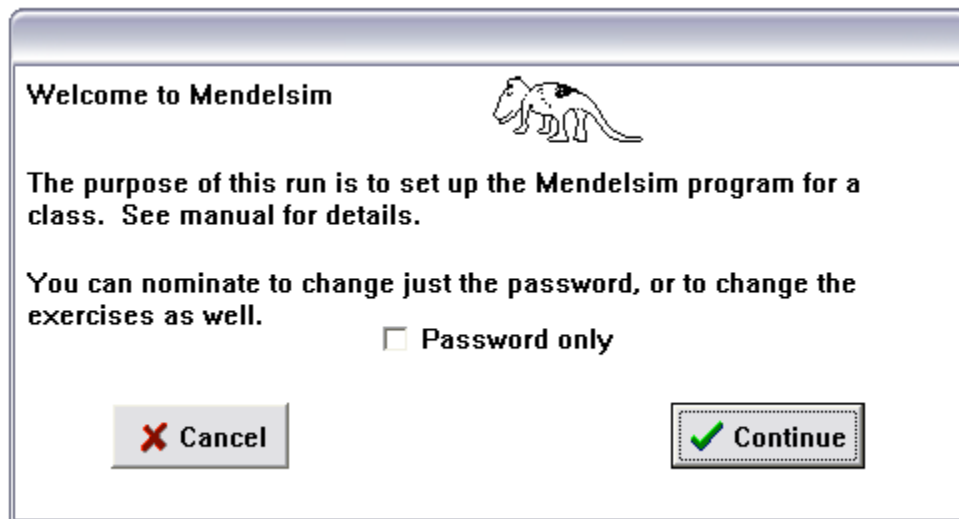 Welcome to Mendelsim
The purpose of this run is to set up the Mendelsim program for a
class.  See manual for details.
You can nominate to change just the password, or to change the
exercises as well.
Password only
Cancel
Continue